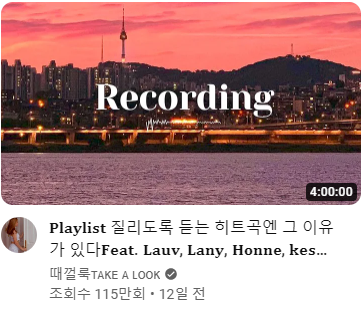 Recording
4:00:00
Playlist 질리도록 듣는 히트곡엔 그 이유
가 있다Feat. Lauv, Lany, Honne, kes...
때껄룩TAKE A LOOK
조회수 115만회 • 12일 전